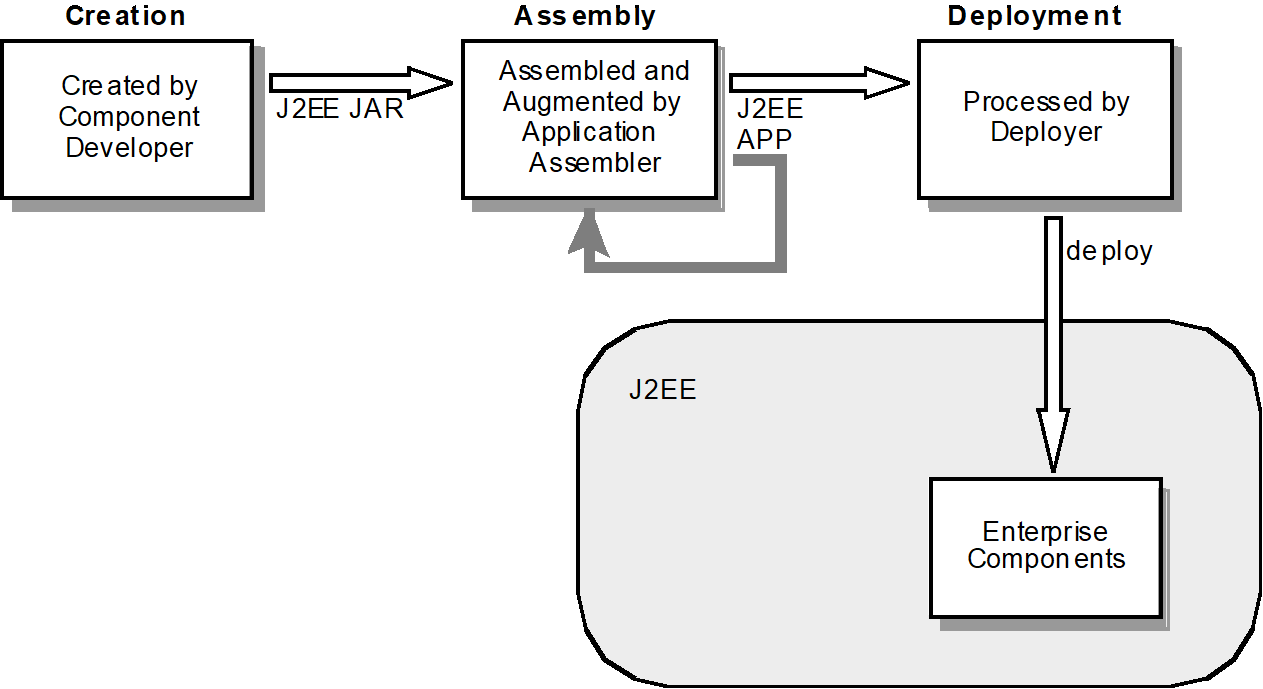 Creation
Assembly
Deployment
Created by
Component
Developer
J2EE JAR
Assembled and
Augmented by
Application
Assembler
J2EE
APP
Processed by
Deployer
deploy
J2EE
Enterprise
Components